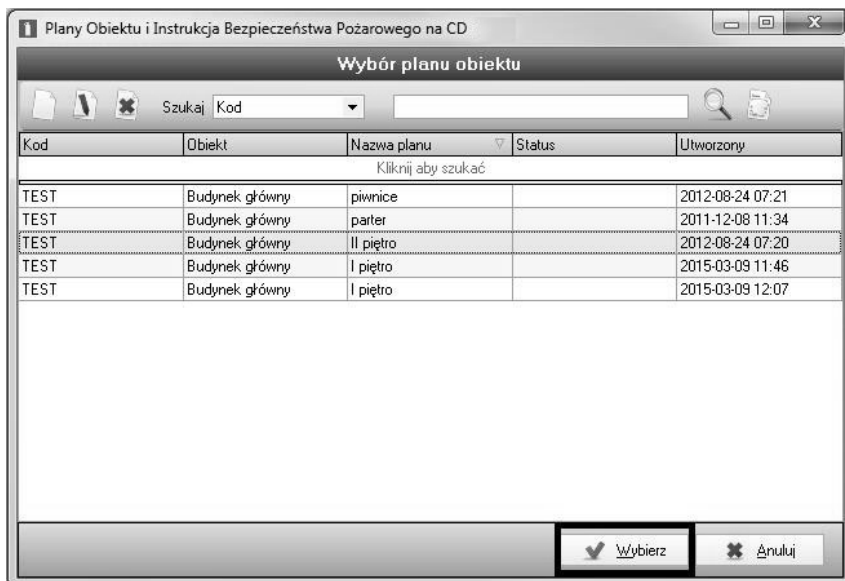 Plany Obiektu i Instrukcja Bezpieczeństwa Pożarowego na CD
Wybór planu obiektu
Szukaj Kod
Kod Obiekt Nazwa planu Status Utworzony
Kliknij aby szukać
TEST Budynek główny piwnice 2012-08-24 07:21
TEST Budynek główny parter 2011-12-08 11:34
TEST Budynek główny II piętro 2012-08-24 07:20
TEST Budynek główny I piętro 2015-03-09 11:46
TEST Budynek główny I piętro 2015-03-09 12:07
Wybierz Anuluj